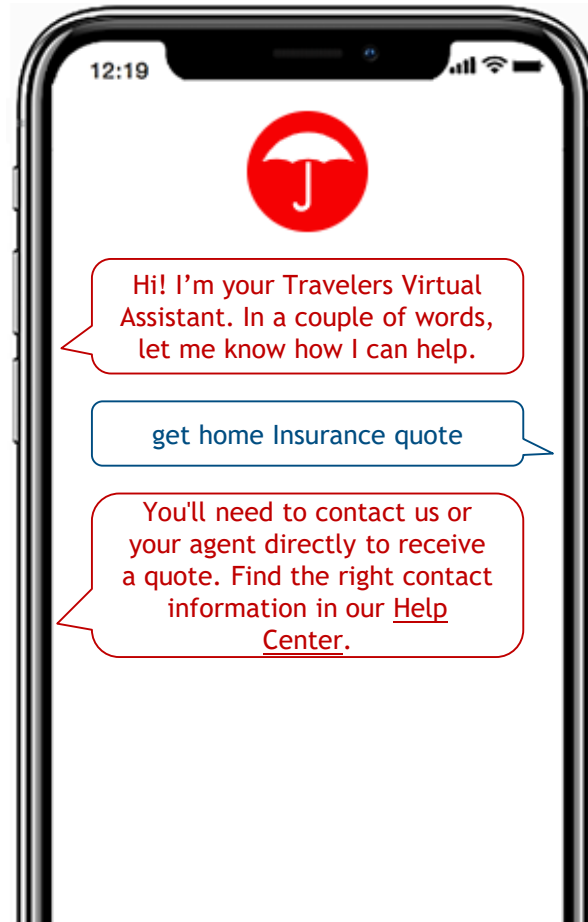 12:19
Hi! I’m your Travelers Virtual
Assistant. In a couple of words,
let me know how I can help.
get home Insurance quote
You'll need to contact us or
your agent directly to receive
a quote. Find the right contact
information in our Help
Center.